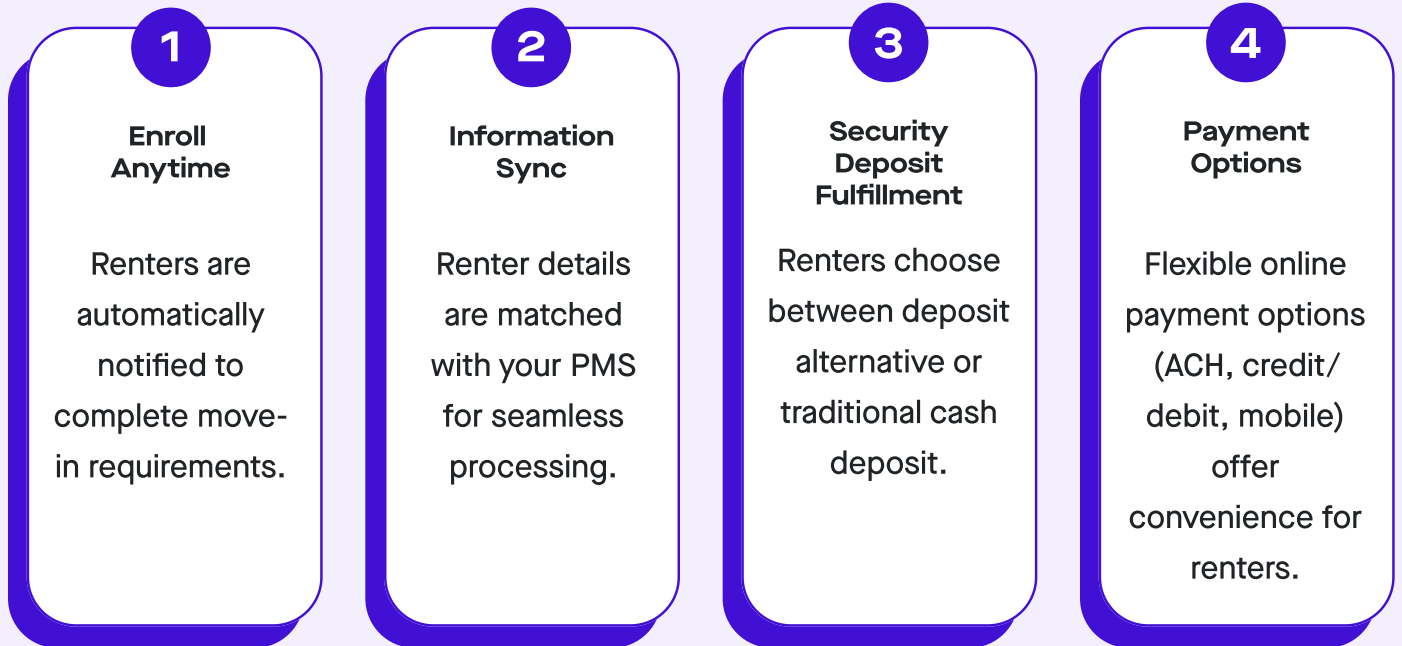 1
Enroll
Anytime
Renters are
automatically
notified to
complete move-
in requirements.
2
Information
Sync
Renter details
are matched
with your PMS
for seamless
processing.
3
Security
Deposit
Fulfillment
Renters choose
between deposit
alternative or
traditional cash
deposit.
4
Payment
Options
Flexible online
payment options
(ACH, credit/
debit, mobile)
offer
convenience for
renters.